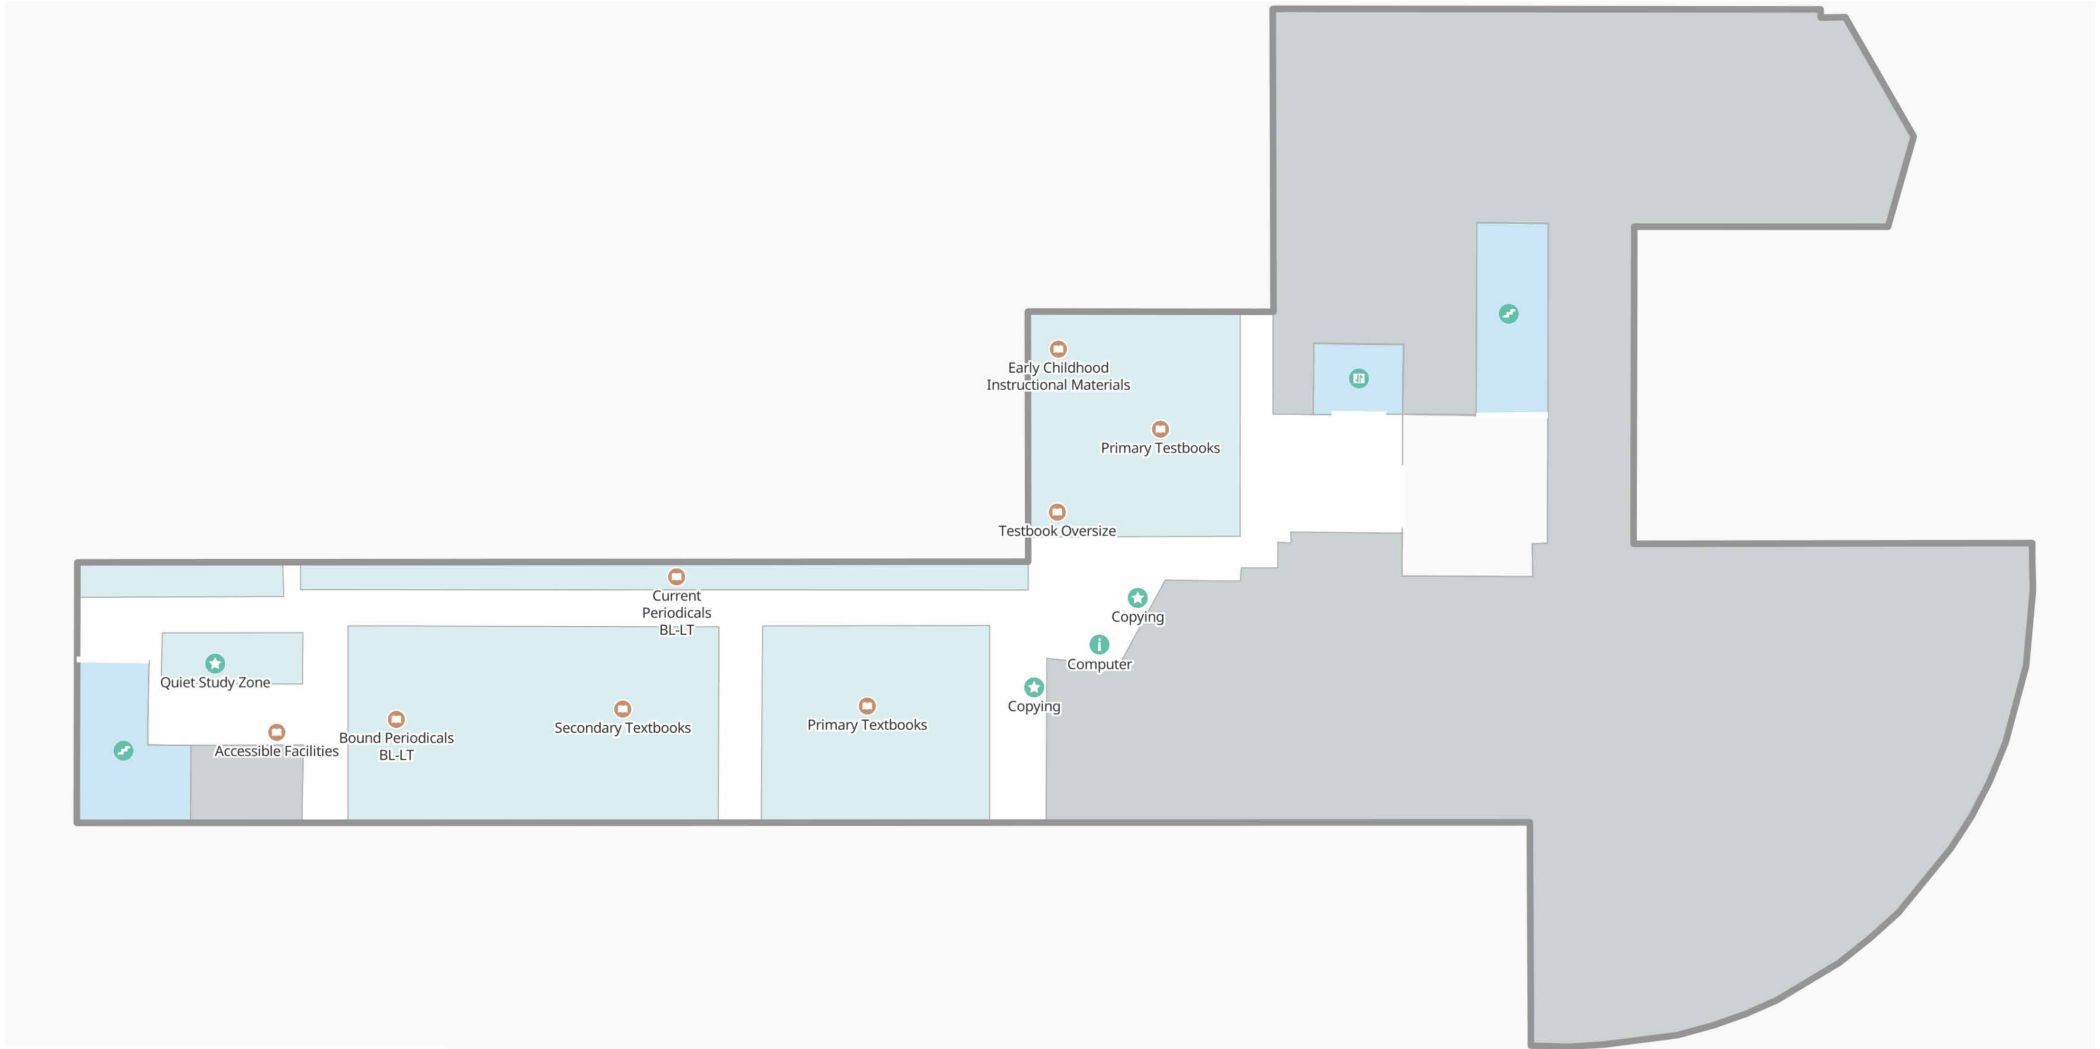 Early Childhood
Instructional Materials
Primary Testbooks
Testbook Oversize
Current
Periodicals
BL-LT
Copying
Computer
Quiet Study Zone
Copying
Accessible Facilities
Bound Periodicals
BL-LT
Secondary Textbooks
Primary Textbooks